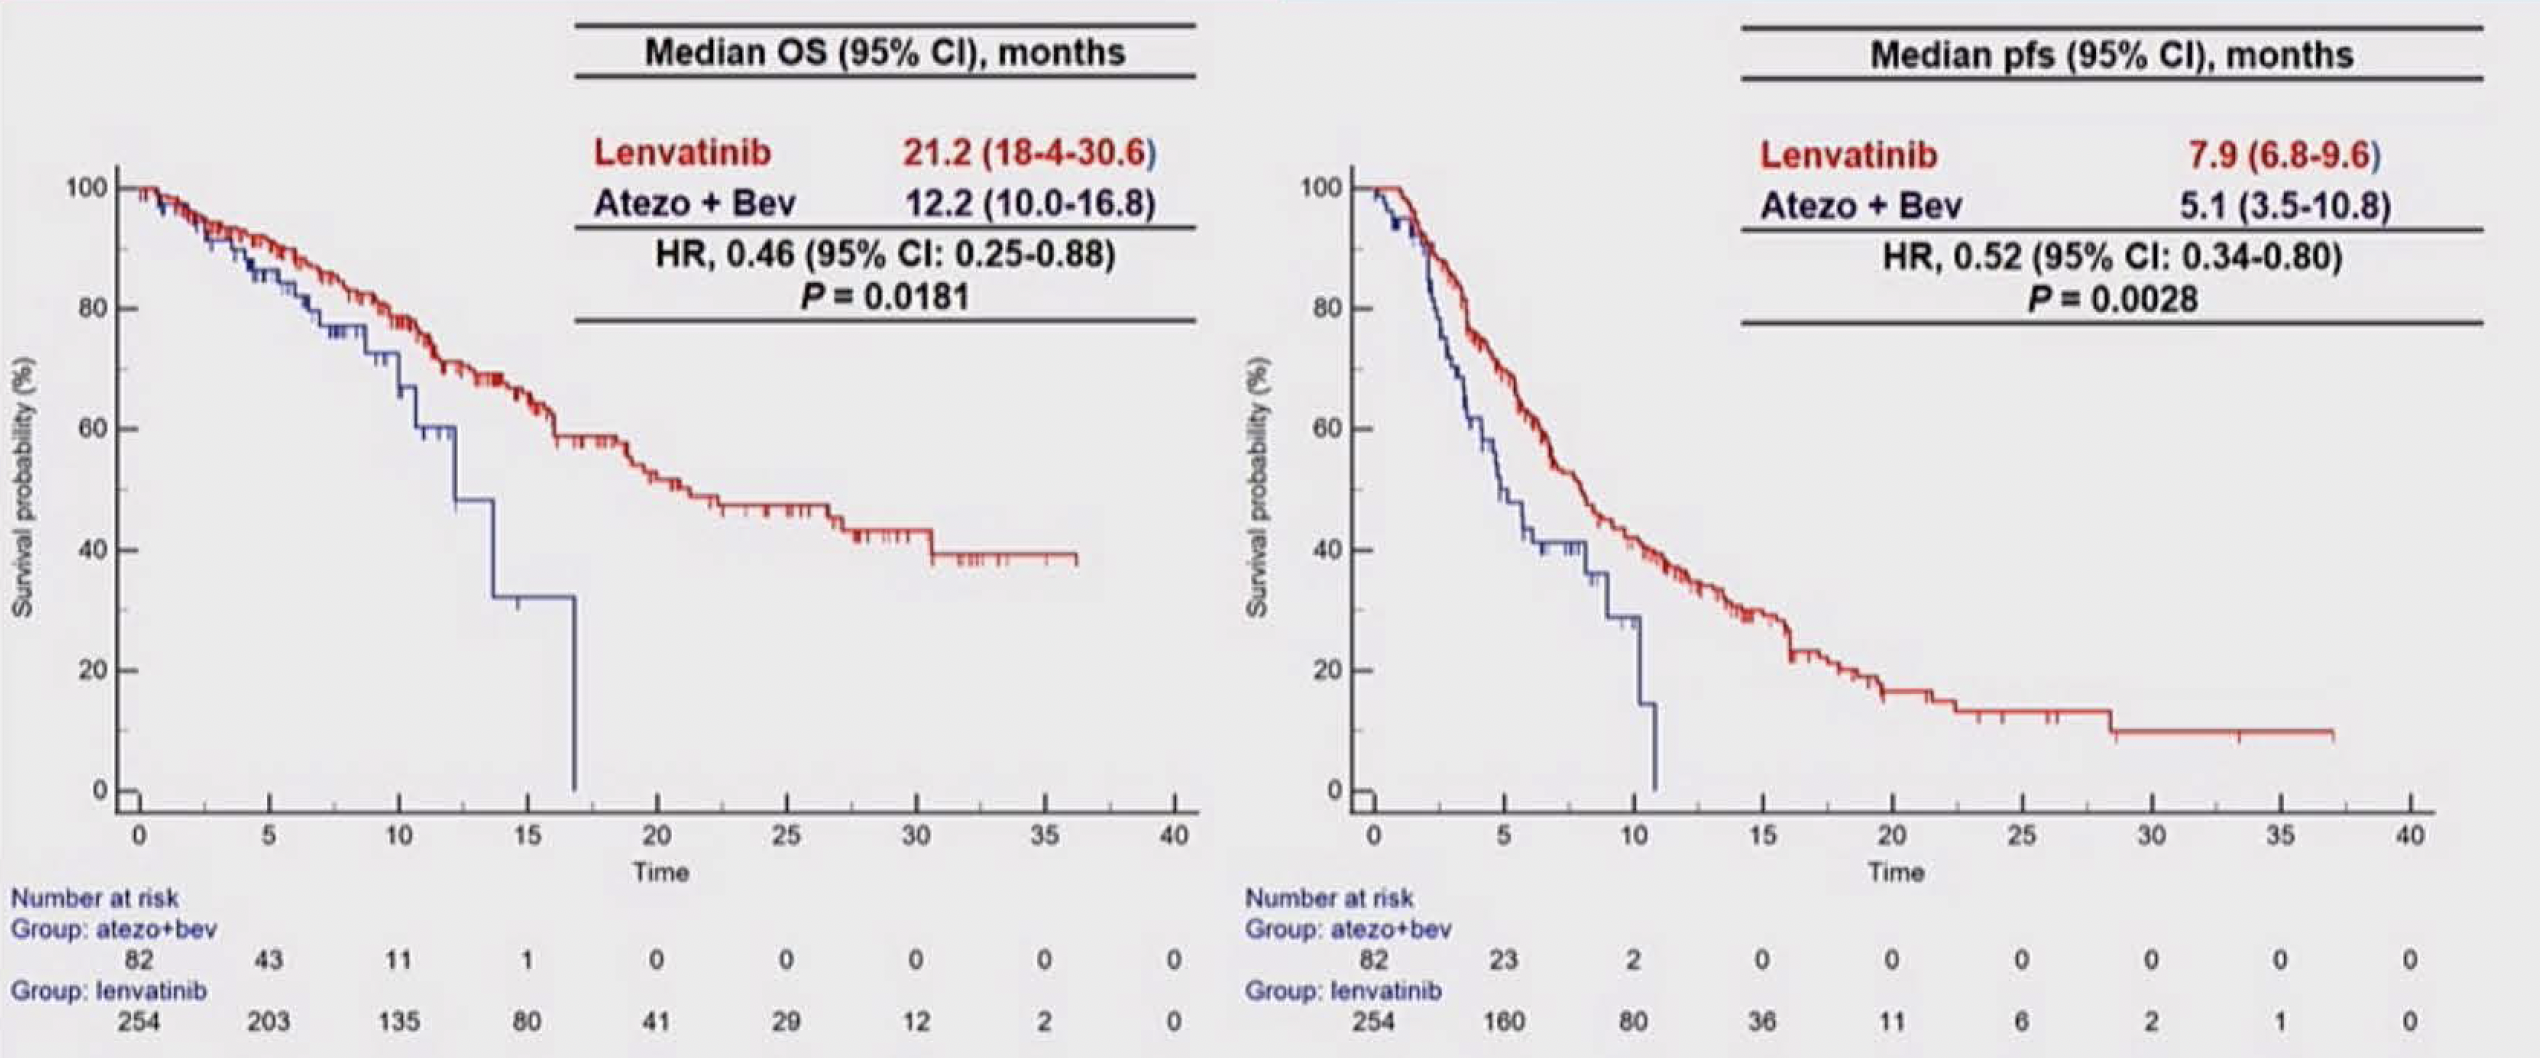 Median OS (95% CI), months
Lenvatinib 21.2 (18-4-30.6)
Atezo + Bev 12.2 (10.0-16.8)
HR, 0.46 (95% CI: 0.25-0.88)
P = 0.0181
Survival probability (%)
100
80
60
40
20
0
0 5 10 15 20 25 30 35 40
Time
Number at risk
Group: atezo+bev
82 43 11 1 0 0 0 0 0
Group: lenvatinib
254 203 135 80 41 29 12 2 0
Median pfs (95% CI), months
Lenvatinib 7.9 (6.8-9.6)
Atezo + Bev 5.1 (3.5-10.8)
HR, 0.52 (95% CI: 0.34-0.80)
P = 0.0028
Survival probability (%)
100
80
60
40
20
0
0 5 10 15 20 25 30 35 40
Time
Number at risk
Group: atezo+bev
82 23 2 0 0 0 0 0 0
Group: lenvatinib
254 160 80 36 11 6 2 1 0